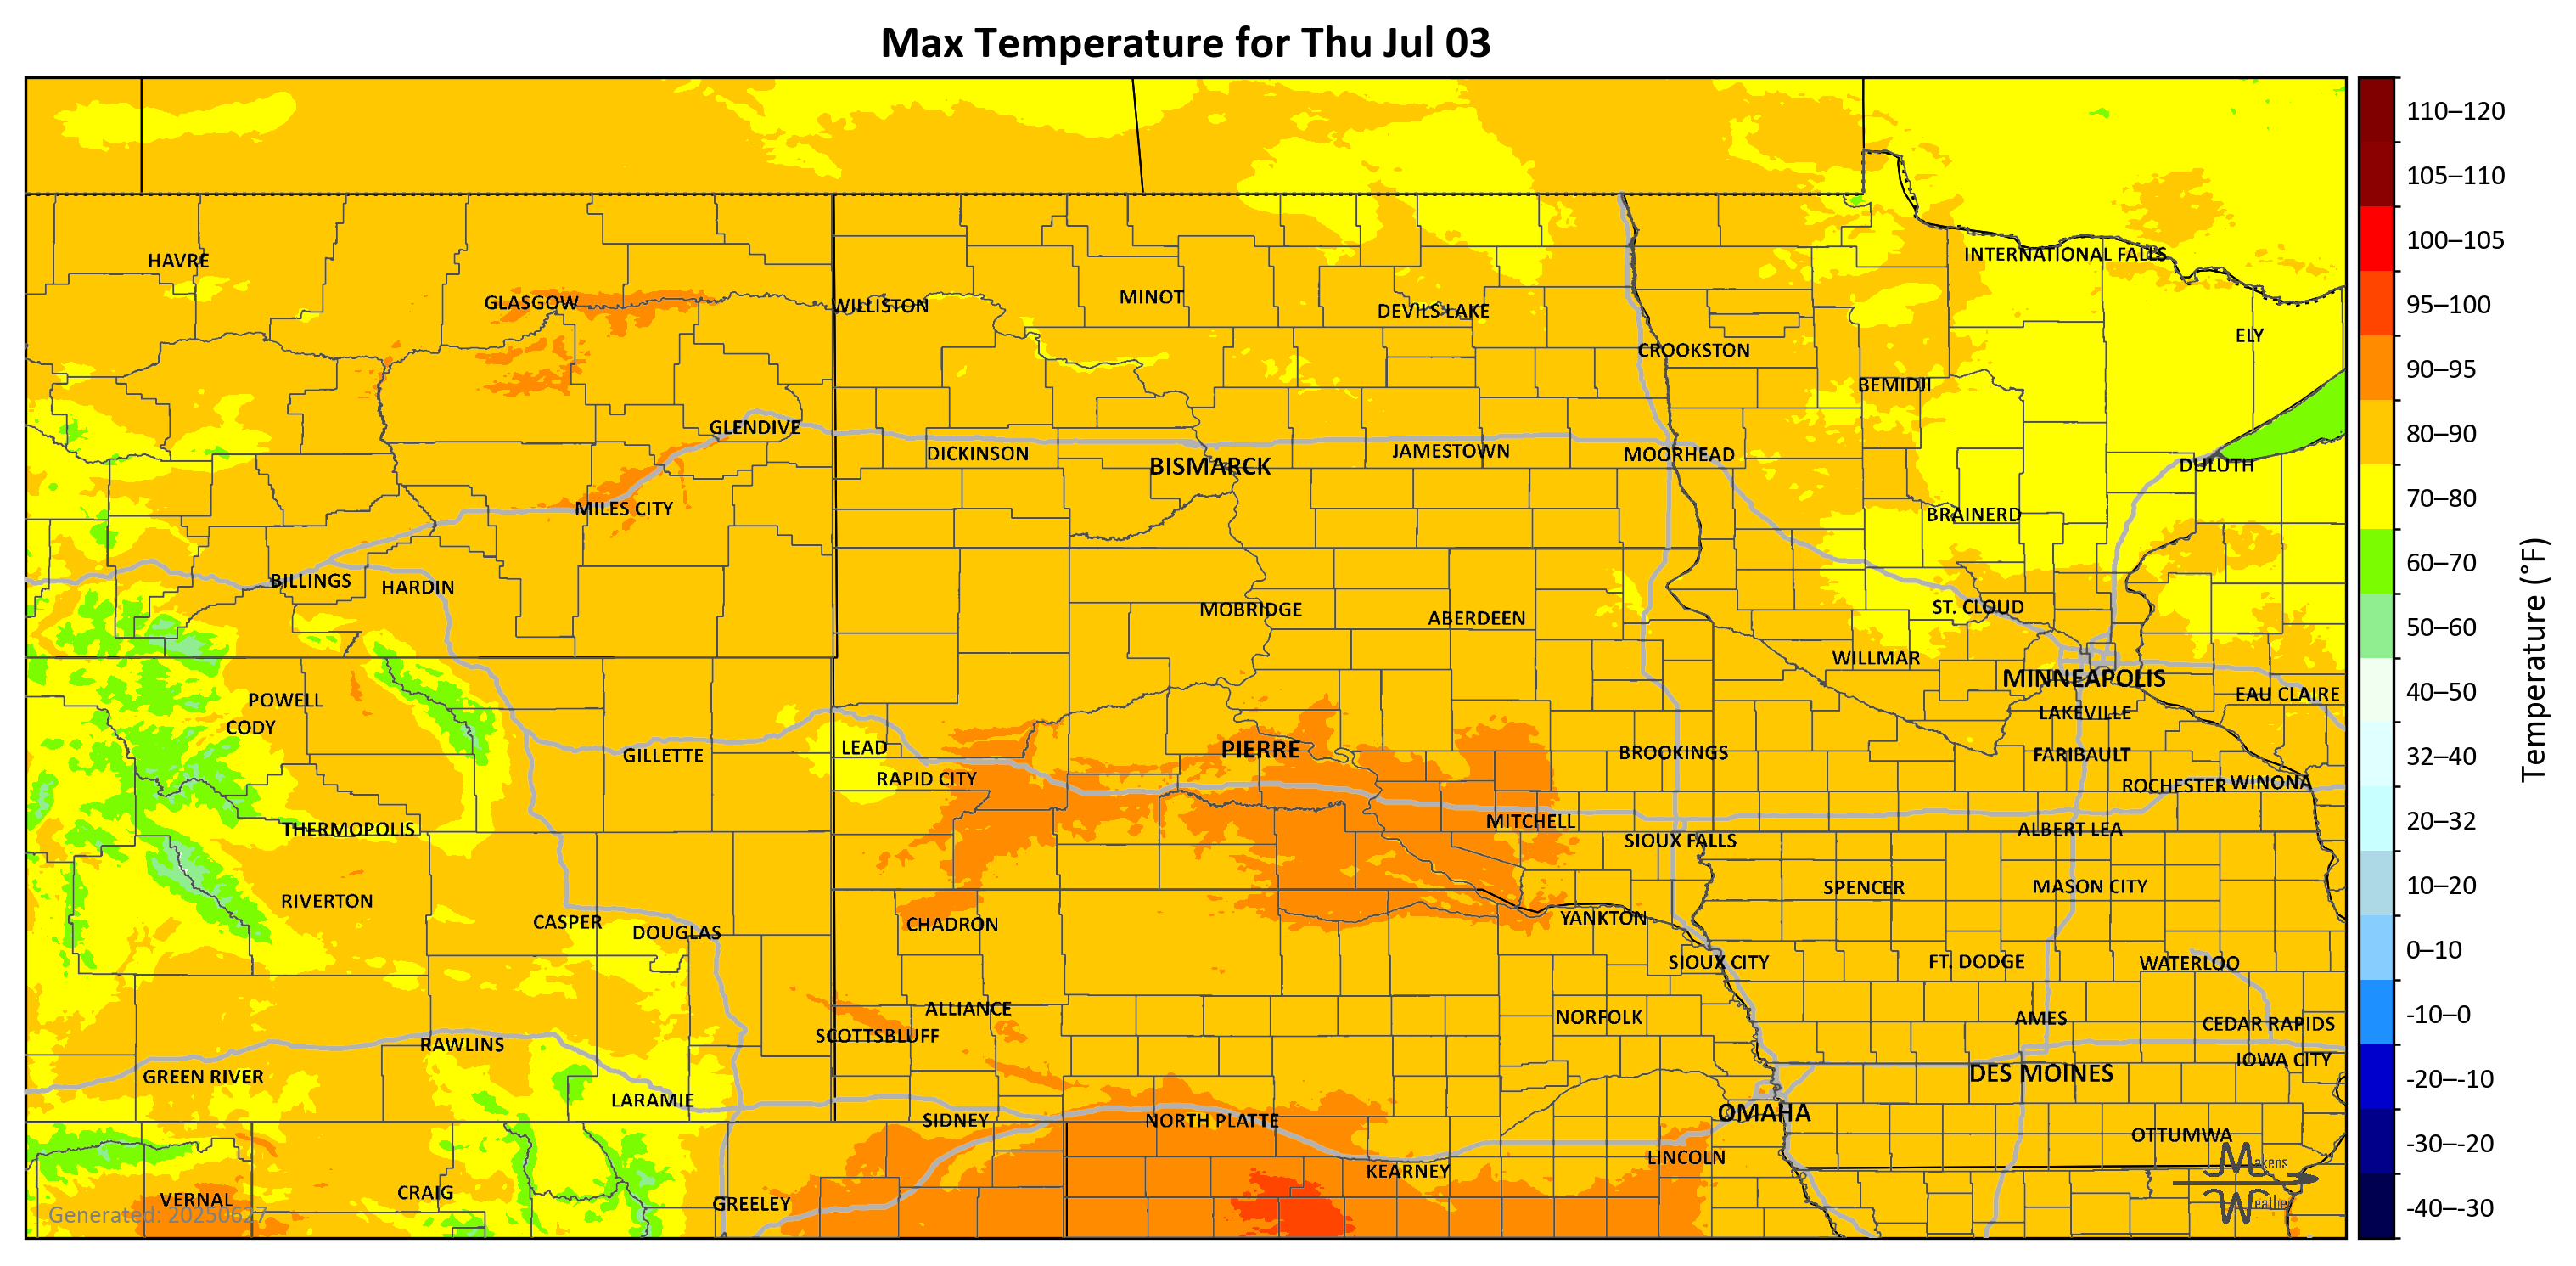 Max Temperature for Thu Jul 03
110–120
105–110
100–105
95–100
90–95
80–90
70–80
60–70
50–60
40–50
32–40
20–32
10–20
0–10
-10–0
-20–-10
-30–-20
-40–-30
Temperature (°F)
HAVRE
INTERNATIONAL FALLS
GLASGOW
WILLISTON
MINOT
DEVILS LAKE
ELY
CROOKSTON
BEMIDJI
GLENDIVE
DICKINSON
BISMARCK
JAMESTOWN
MOORHEAD
DULUTH
MILES CITY
BRAINERD
BILLINGS
HARDIN
MOBRIDGE
ABERDEEN
ST. CLOUD
WILLMAR
MINNEAPOLIS
EAU CLAIRE
POWELL
CODY
LAKEVILLE
GILLETTE
LEAD
PIERRE
BROOKINGS
FARIBAULT
RAPID CITY
ROCHESTER
WINONA
THERMOPOLIS
MITCHELL
SIOUX FALLS
ALBERT LEA
RIVERTON
SPENCER
MASON CITY
CASPER
DOUGLAS
CHADRON
YANKTON
SIOUX CITY
FT. DODGE
WATERLOO
ALLIANCE
SCOTTSBLUFF
NORFOLK
AMES
CEDAR RAPIDS
RAWLINS
IOWA CITY
GREEN RIVER
DES MOINES
LARAMIE
SIDNEY
NORTH PLATTE
OMAHA
OTTUMWA
LINCOLN
KEARNEY
VERNAL
CRAIG
GREELEY
Makens
Weather
Generated: 20250627